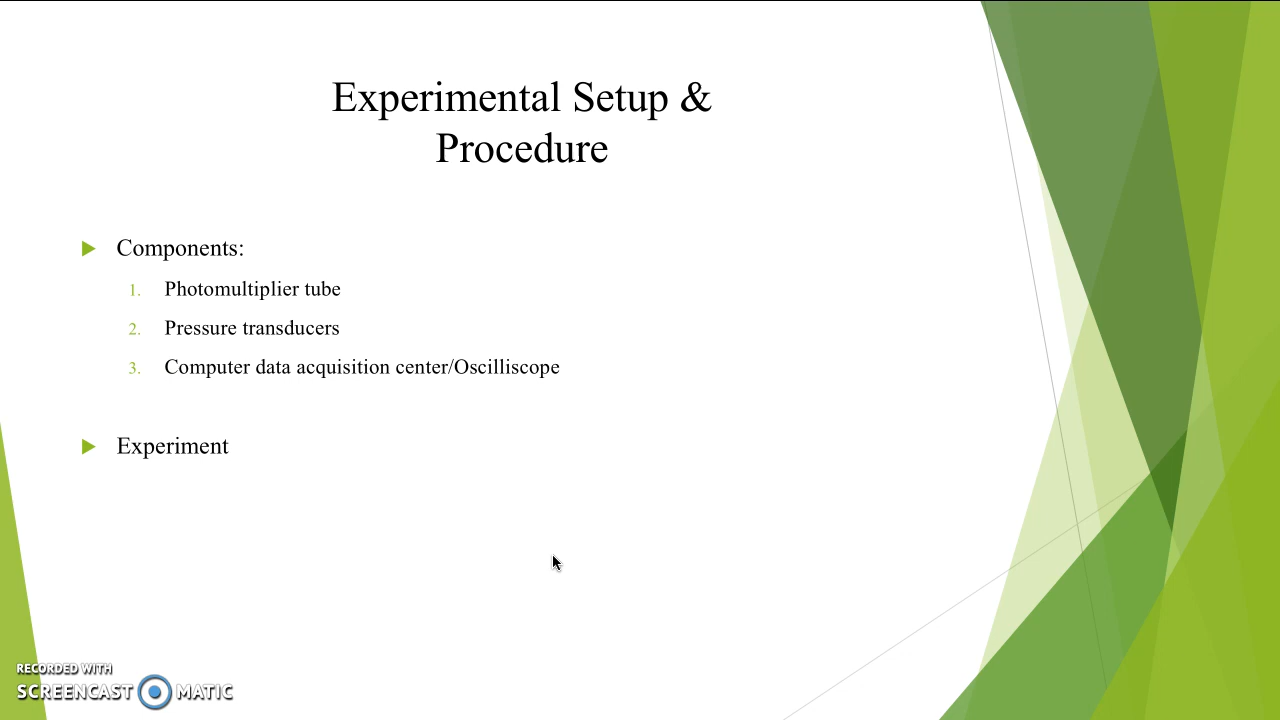 Experimental Setup &
Procedure
Components:
1. Photomultiplier tube
2. Pressure transducers
3. Computer data acquisition center/Oscilliscope
Experiment
RECORDED WITH
SCREENCAST MATIC